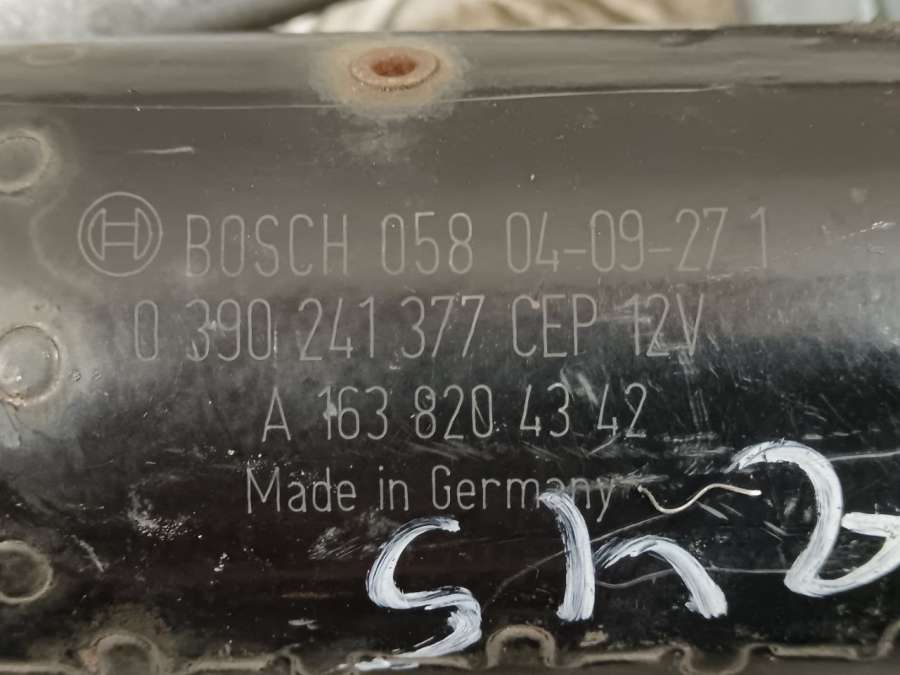 BOSCH 058 04-09-27 1
0 390 241 377 CEP 12V
A 163 820 43 42
Made in Germany